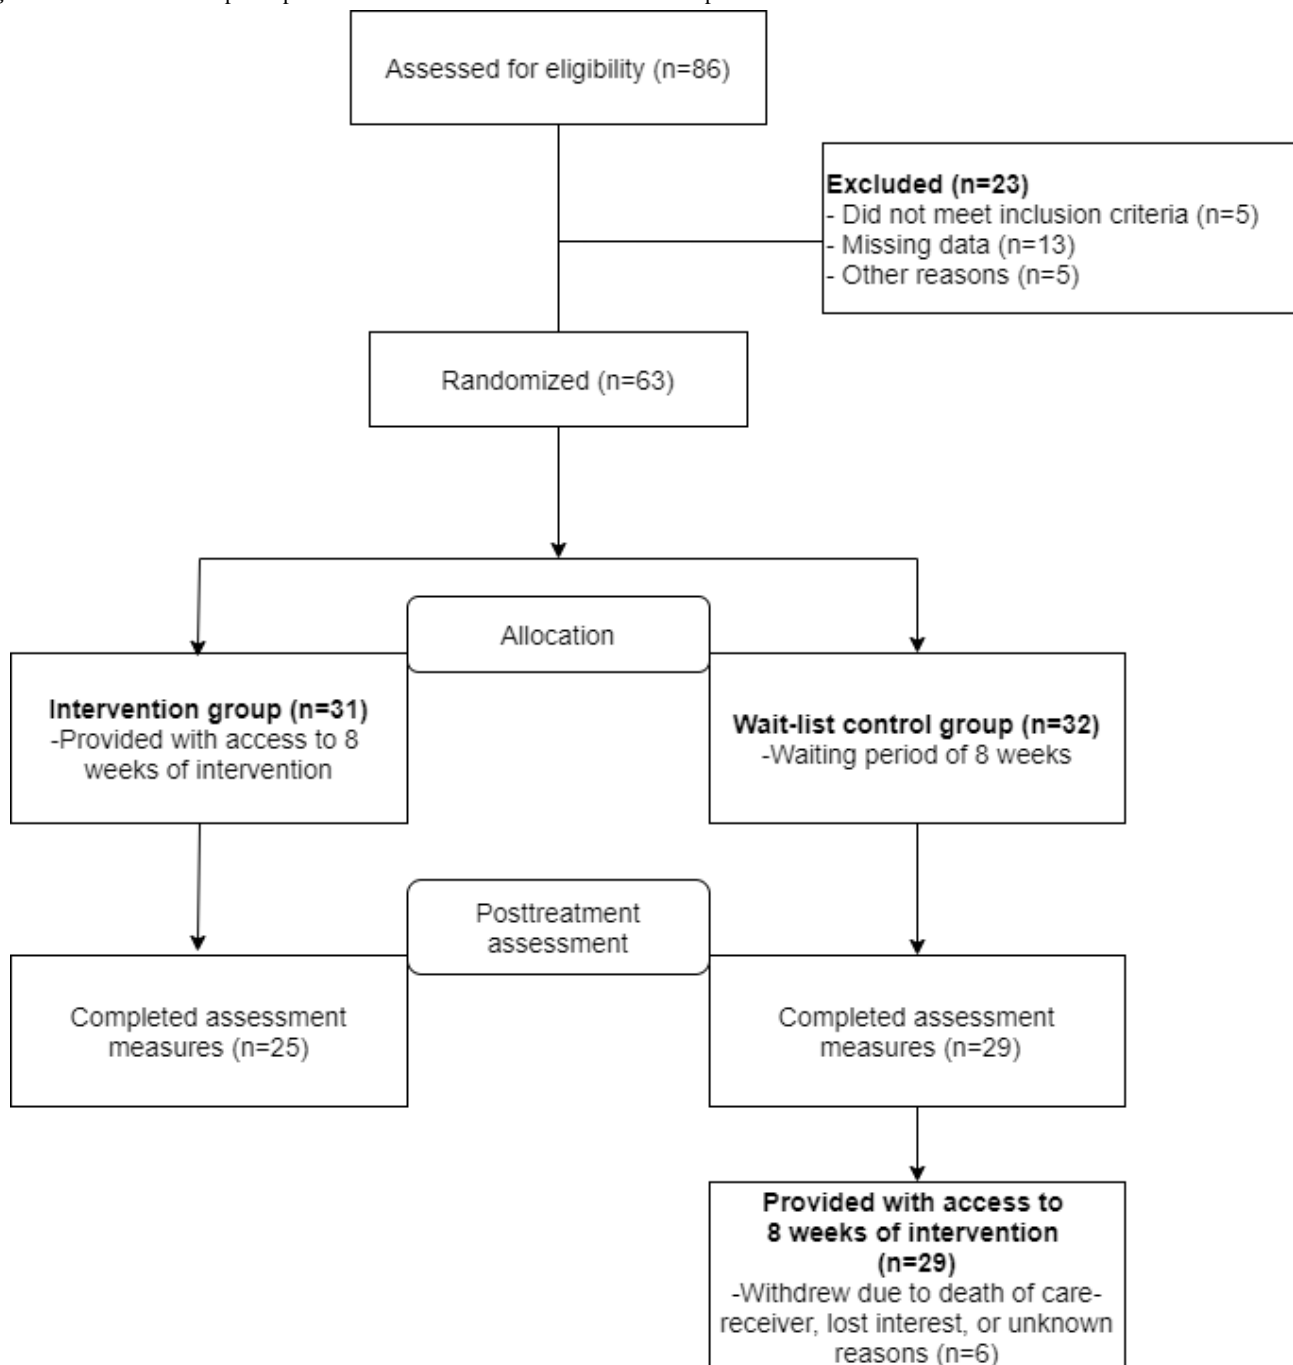 Assessed for eligibility (n=86)
Excluded (n=23)
- Did not meet inclusion criteria (n=5)
- Missing data (n=13)
- Other reasons (n=5)
Randomized (n=63)
Allocation
Intervention group (n=31)
-Provided with access to 8
weeks of intervention
Wait-list control group (n=32)
-Waiting period of 8 weeks
Posttreatment
assessment
Completed assessment
measures (n=25)
Completed assessment
measures (n=29)
Provided with access to
8 weeks of intervention
(n=29)
-Withdrew due to death of care-
receiver, lost interest, or unknown
reasons (n=6)